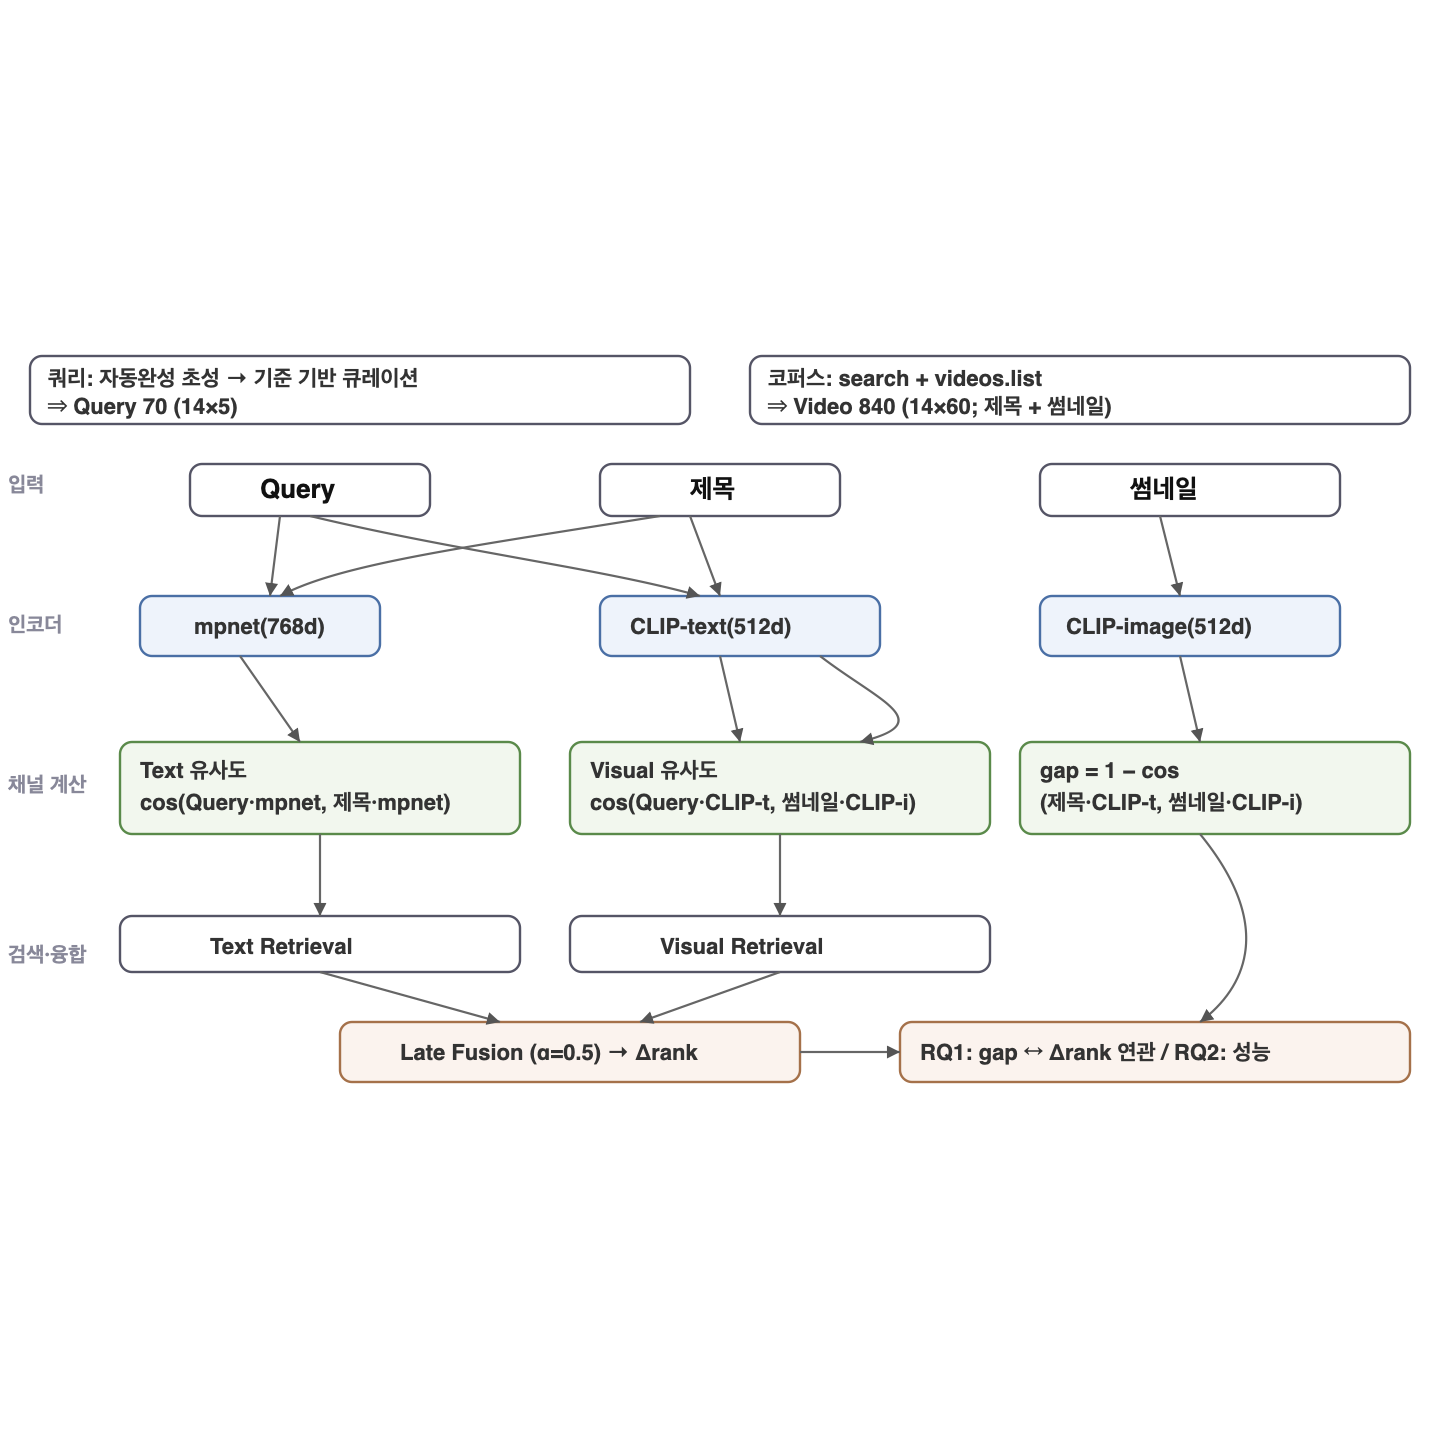 쿼리: 자동완성 초성 → 기준 기반 큐레이션
⇒ Query 70 (14×5)
코퍼스: search + videos.list
⇒ Video 840 (14×60; 제목 + 썸네일)
입력
Query
제목
썸네일
인코더
mpnet(768d)
CLIP-text(512d)
CLIP-image(512d)
채널 계산
Text 유사도
cos(Query·mpnet, 제목·mpnet)
Visual 유사도
cos(Query·CLIP-t, 썸네일·CLIP-i)
gap = 1 – cos
(제목·CLIP-t, 썸네일·CLIP-i)
검색·융합
Text Retrieval
Visual Retrieval
Late Fusion (α=0.5) → Δrank
RQ1: gap ↔ Δrank 연관 / RQ2: 성능